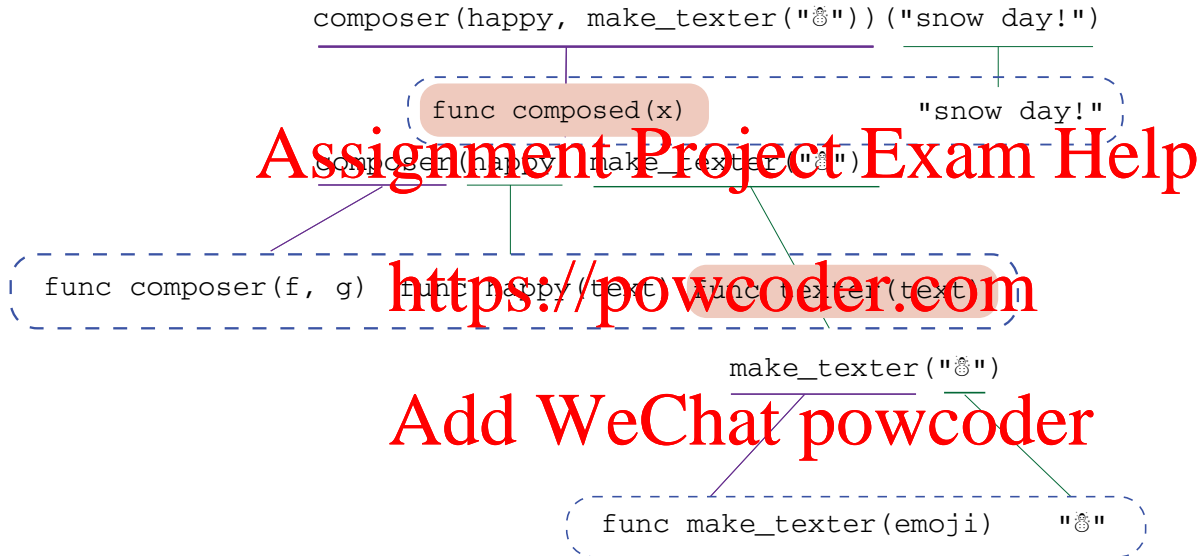 composer(happy, make_texter("☃"))("snow day!")
func composed(x) "snow day!"
Assignment Project Exam Help
composer(happy, make_texter("☃"))
func composer(f, g) func happy(text) func texter(text)
https://powcoder.com
make_texter("☃")
Add WeChat powcoder
func make_texter(emoji) "☃"